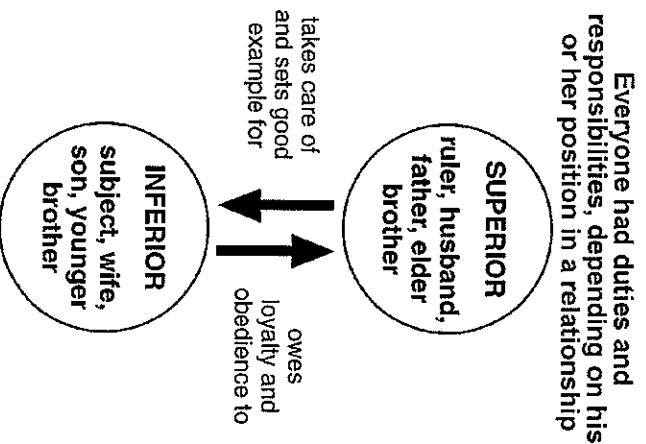 Everyone had duties and
responsibilities, depending on his
or her position in a relationship
SUPERIOR
ruler, husband,
father, elder
brother
takes care of
and sets good
example for
owes
loyalty and
obedience to
INFERIOR
subject, wife,
son, younger
brother